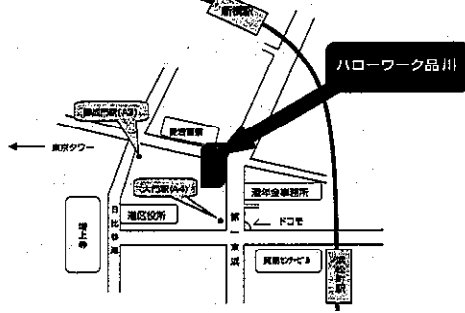 新橋駅
ハローワーク品川
御成門駅(A3)
愛宕警察
東京タワー
大門駅(A4)
港年金事務所
増上寺
日比谷通
港区役所
第一京浜
ドコモ
浜松町駅